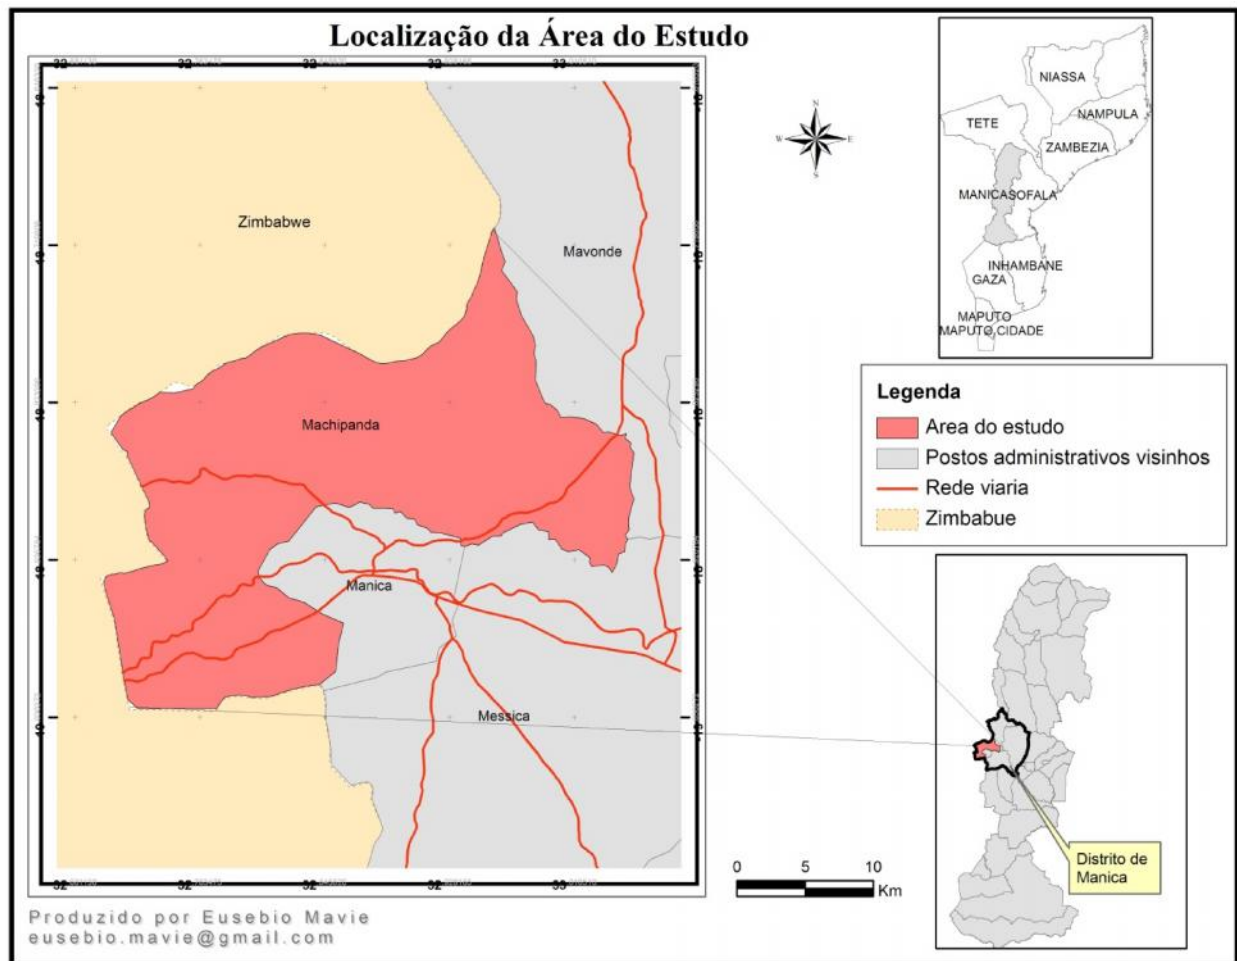 Localização da Área do Estudo
Zimbabwe
Mavonde
Machipanda
Manica
Messica
N
W
E
S
NIASSA
NAMPULA
TETE
ZAMBEZIA
MANICA
SOFALA
INHAMBANE
GAZA
MAPUTO
MAPUTO CIDADE
Legenda
Area do estudo
Postos administrativos visinhos
Rede viaria
Zimbabue
0 5 10
Km
Distrito de
Manica
Produzido por Eusebio Mavie
eusebio.mavie@gmail.com